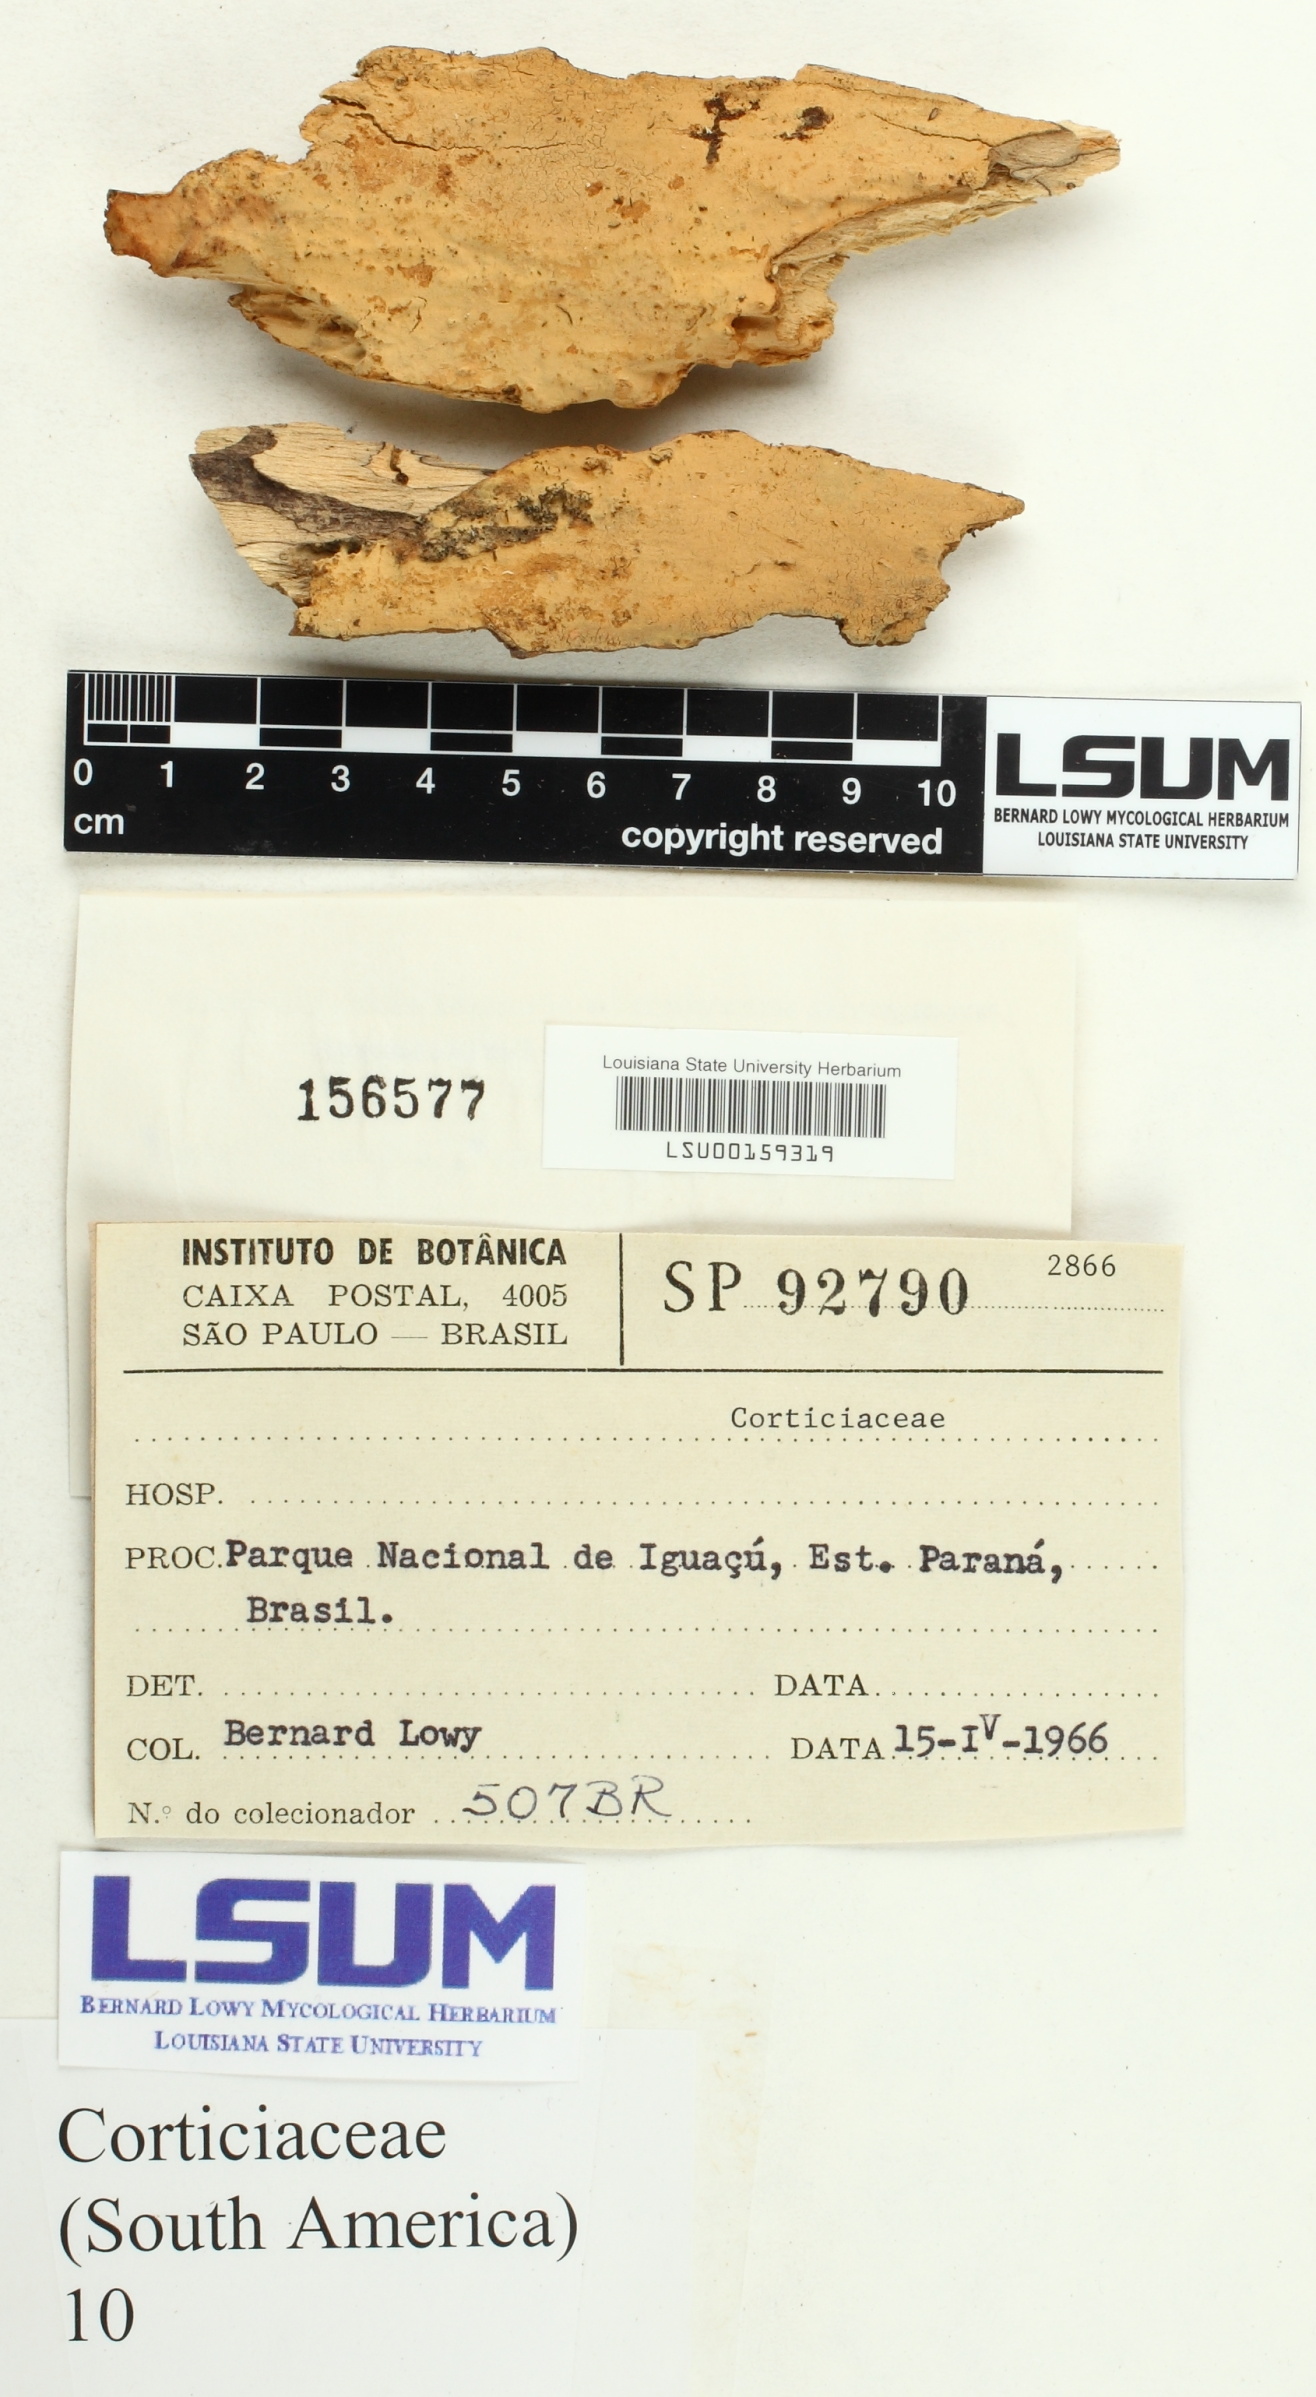 0 1 2 3 4 5 6 7 8 9 10
cm
copyright reserved
LSUM
BERNARD LOWY MYCOLOGICAL HERBARIUM
LOUISIANA STATE UNIVERSITY
156577
Louisiana State University Herbarium
LSU00159319
INSTITUTO DE BOTÂNICA
CAIXA POSTAL, 4005
SÃO PAULO — BRASIL
SP 92790
2866
Corticiaceae
HOSP.
PROC. Parque Nacional de Iguaçú, Est. Paraná,
Brasil.
DET. DATA
COL. Bernard Lowy DATA 15-IV-1966
N.º do colecionador 507BR
LSUM
BERNARD LOWY MYCOLOGICAL HERBARIUM
LOUISIANA STATE UNIVERSITY
Corticiaceae
(South America)
10